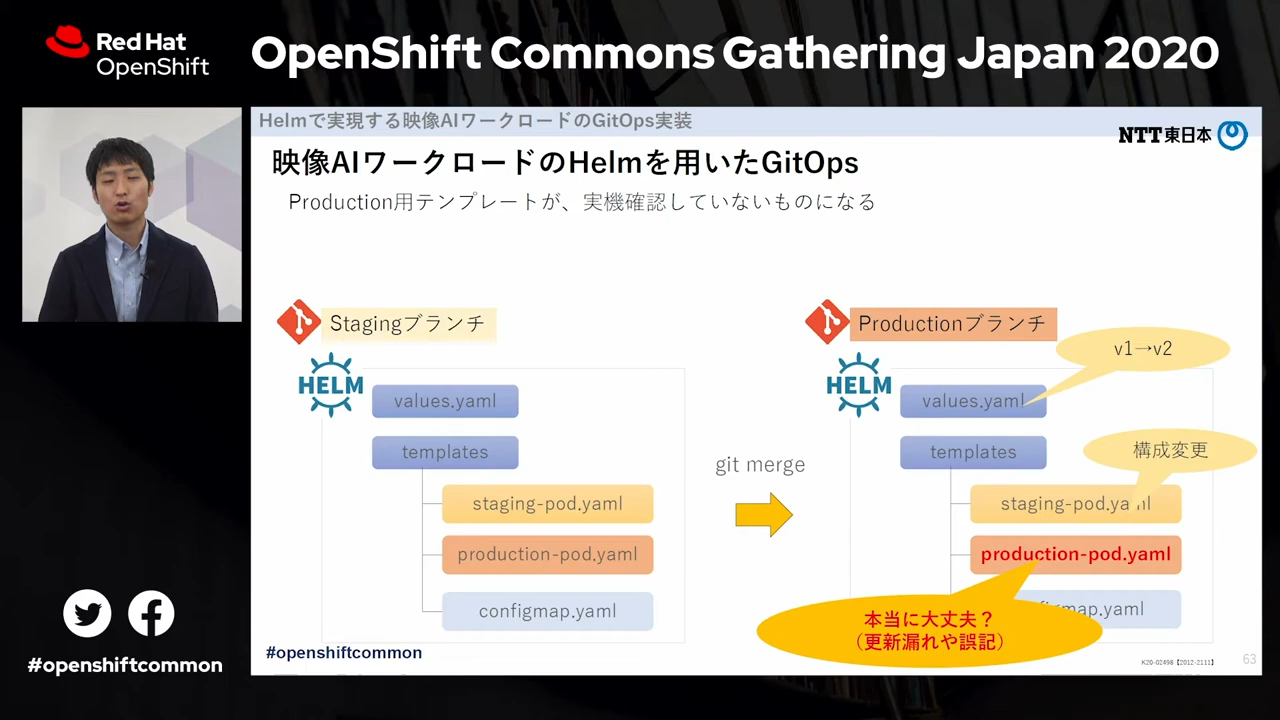 Red Hat
OpenShift
OpenShift Commons Gathering Japan 2020
Helmで実現する映像AIワークロードのGitOps実装
NTT東日本
映像AIワークロードのHelmを用いたGitOps
Production用テンプレートが、実機確認していないものになる
Stagingブランチ
HELM
values.yaml
templates
staging-pod.yaml
production-pod.yaml
configmap.yaml
git merge
Productionブランチ
v1→v2
HELM
values.yaml
templates
構成変更
staging-pod.yaml
production-pod.yaml
本当に大丈夫？
（更新漏れや誤記）
#openshiftcommon
K20-02498【2012-2111】
63
#openshiftcommon